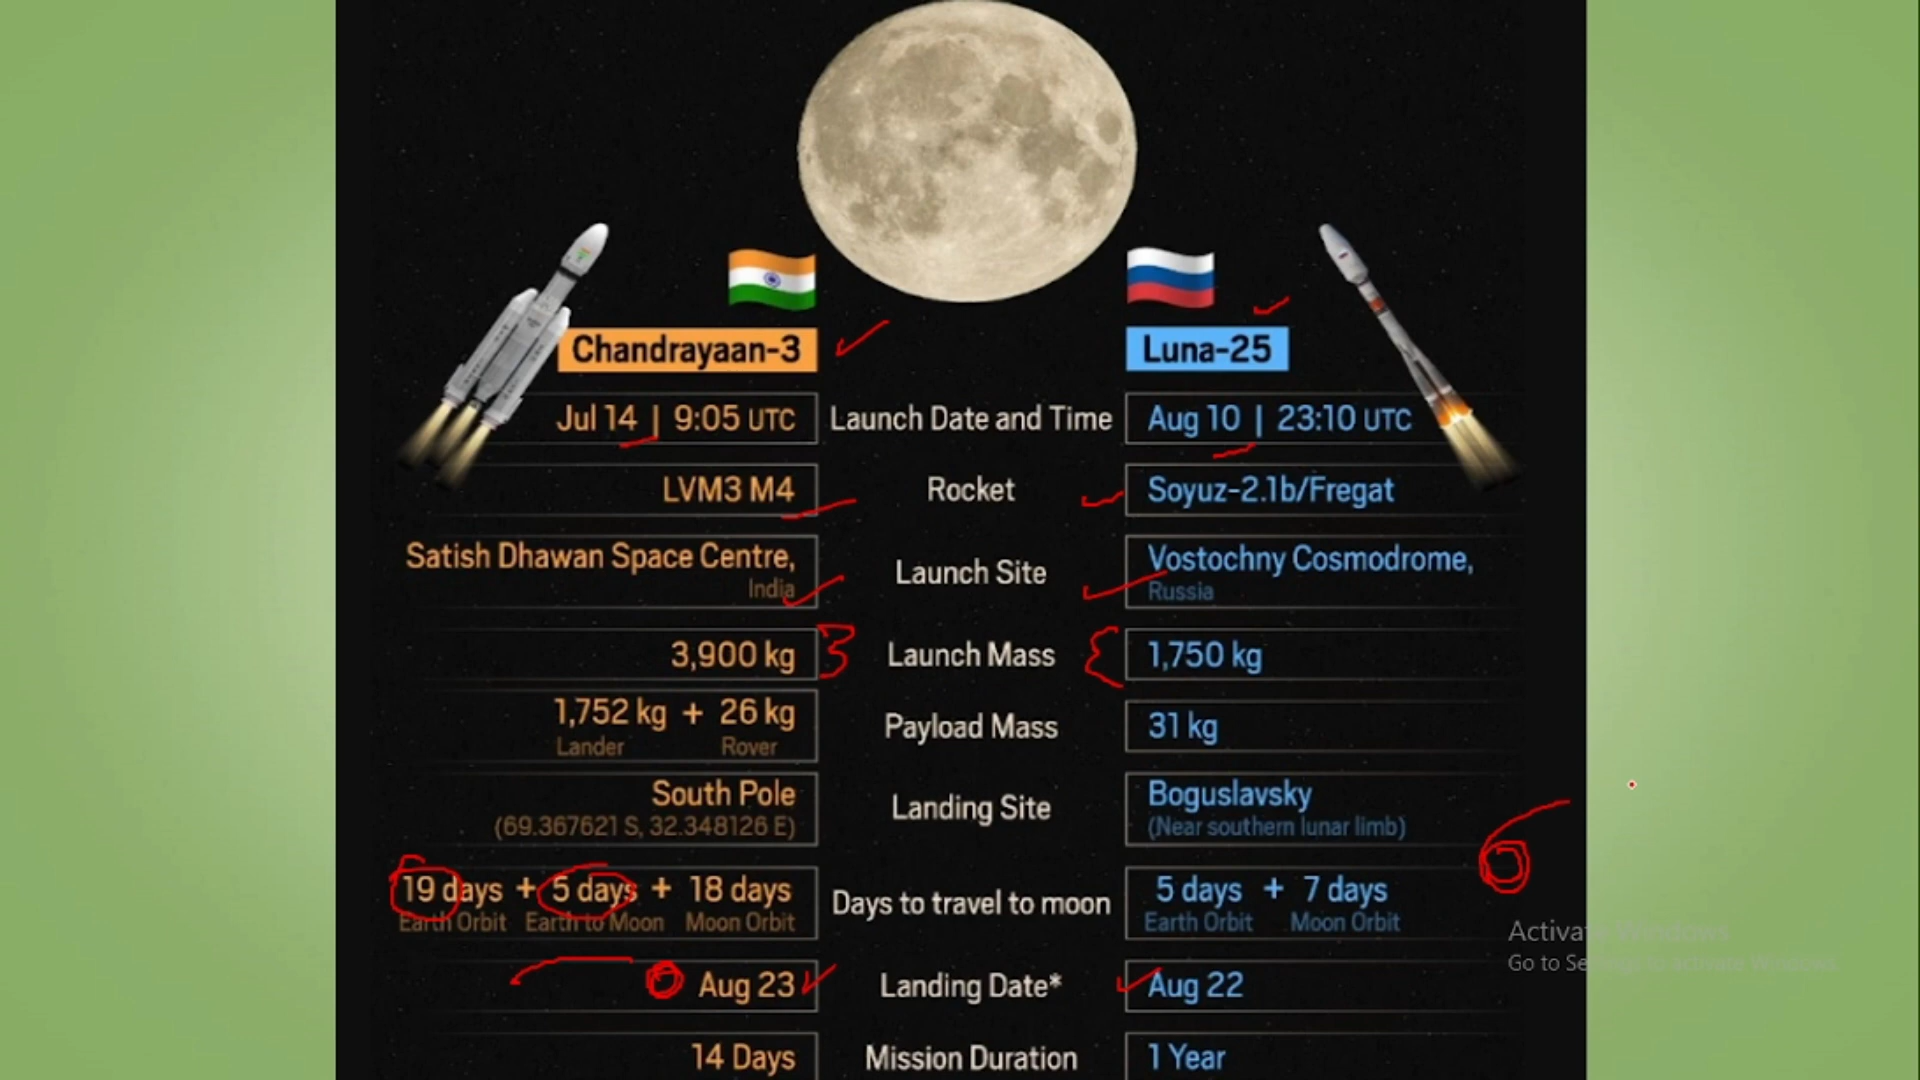 Chandrayaan-3
Luna-25
Jul 14 | 9:05 UTC
Launch Date and Time
Aug 10 | 23:10 UTC
LVM3 M4
Rocket
Soyuz-2.1b/Fregat
Satish Dhawan Space Centre,
India
Launch Site
Vostochny Cosmodrome,
Russia
3,900 kg
Launch Mass
1,750 kg
1,752 kg + 26 kg
Lander Rover
Payload Mass
31 kg
South Pole
(69.367621 S, 32.348126 E)
Landing Site
Boguslavsky
(Near southern lunar limb)
19 days + 5 days + 18 days
Earth Orbit Earth to Moon Moon Orbit
Days to travel to moon
5 days + 7 days
Earth Orbit Moon Orbit
Aug 23
Landing Date*
Aug 22
14 Days
Mission Duration
1 Year
Activate Windows
Go to Settings to activate Windows.